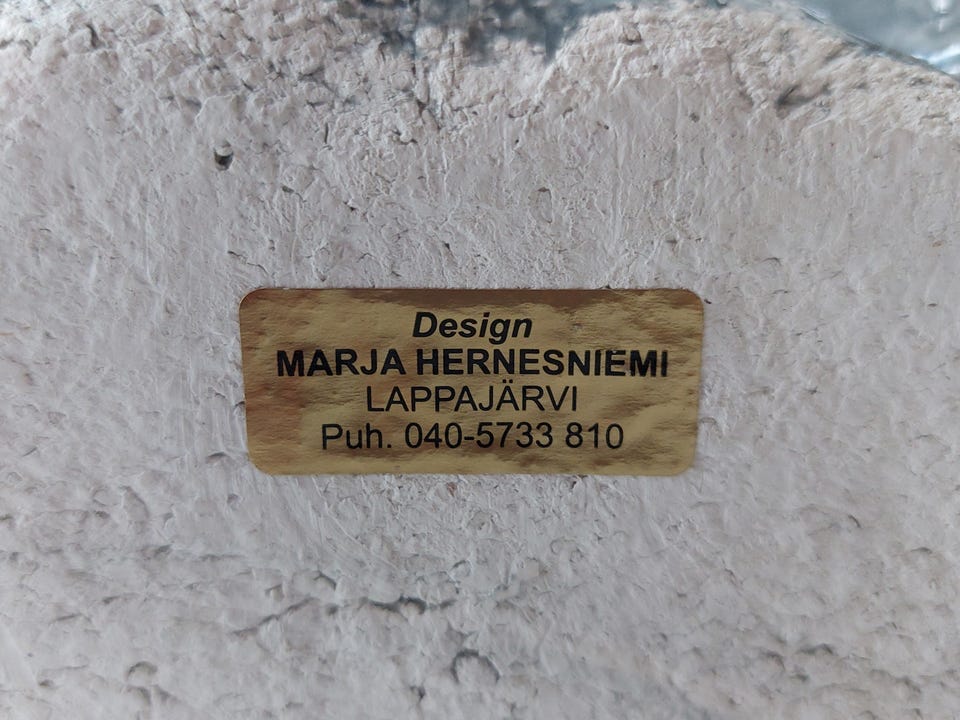 Design
MARJA HERNESNIEMI
LAPPAJÄRVI
Puh. 040-5733 810